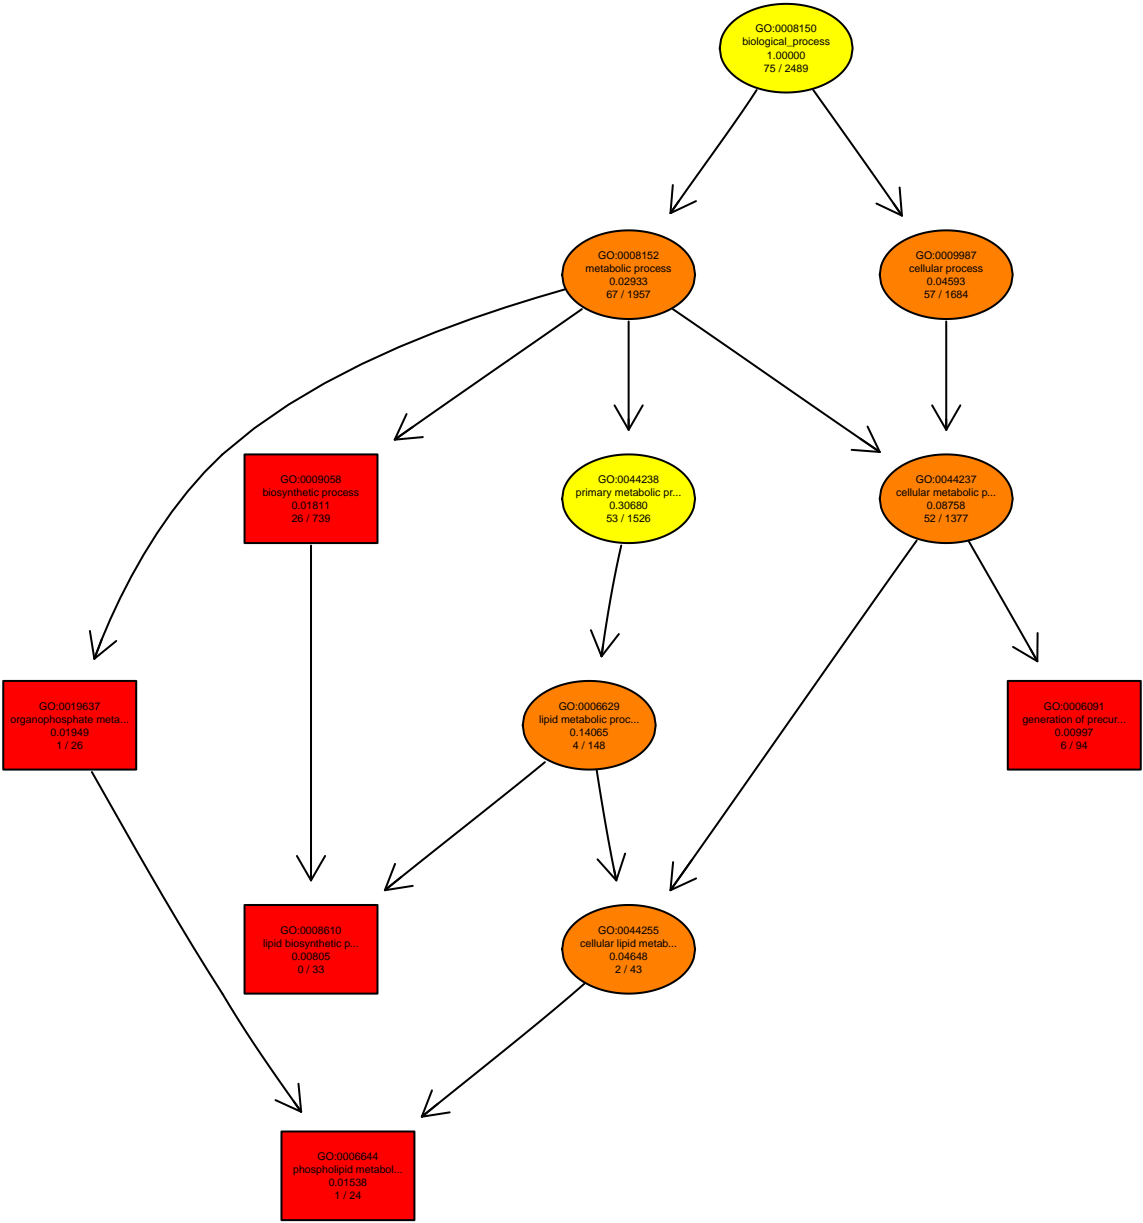 GO:0008150
biological_process
1.00000
75 / 2489
GO:0008152
metabolic process
0.02933
67 / 1957
GO:0009987
cellular process
0.04593
57 / 1684
GO:0009058
biosynthetic process
0.01811
26 / 739
GO:0044238
primary metabolic pr...
0.30680
53 / 1526
GO:0044237
cellular metabolic p...
0.08758
52 / 1377
GO:0019637
organophosphate meta...
0.01949
1 / 26
GO:0006629
lipid metabolic proc...
0.14065
4 / 148
GO:0006091
generation of precur...
0.00997
6 / 94
GO:0008610
lipid biosynthetic p...
0.00805
0 / 33
GO:0044255
cellular lipid metab...
0.04648
2 / 43
GO:0006644
phospholipid metabol...
0.01538
1 / 24